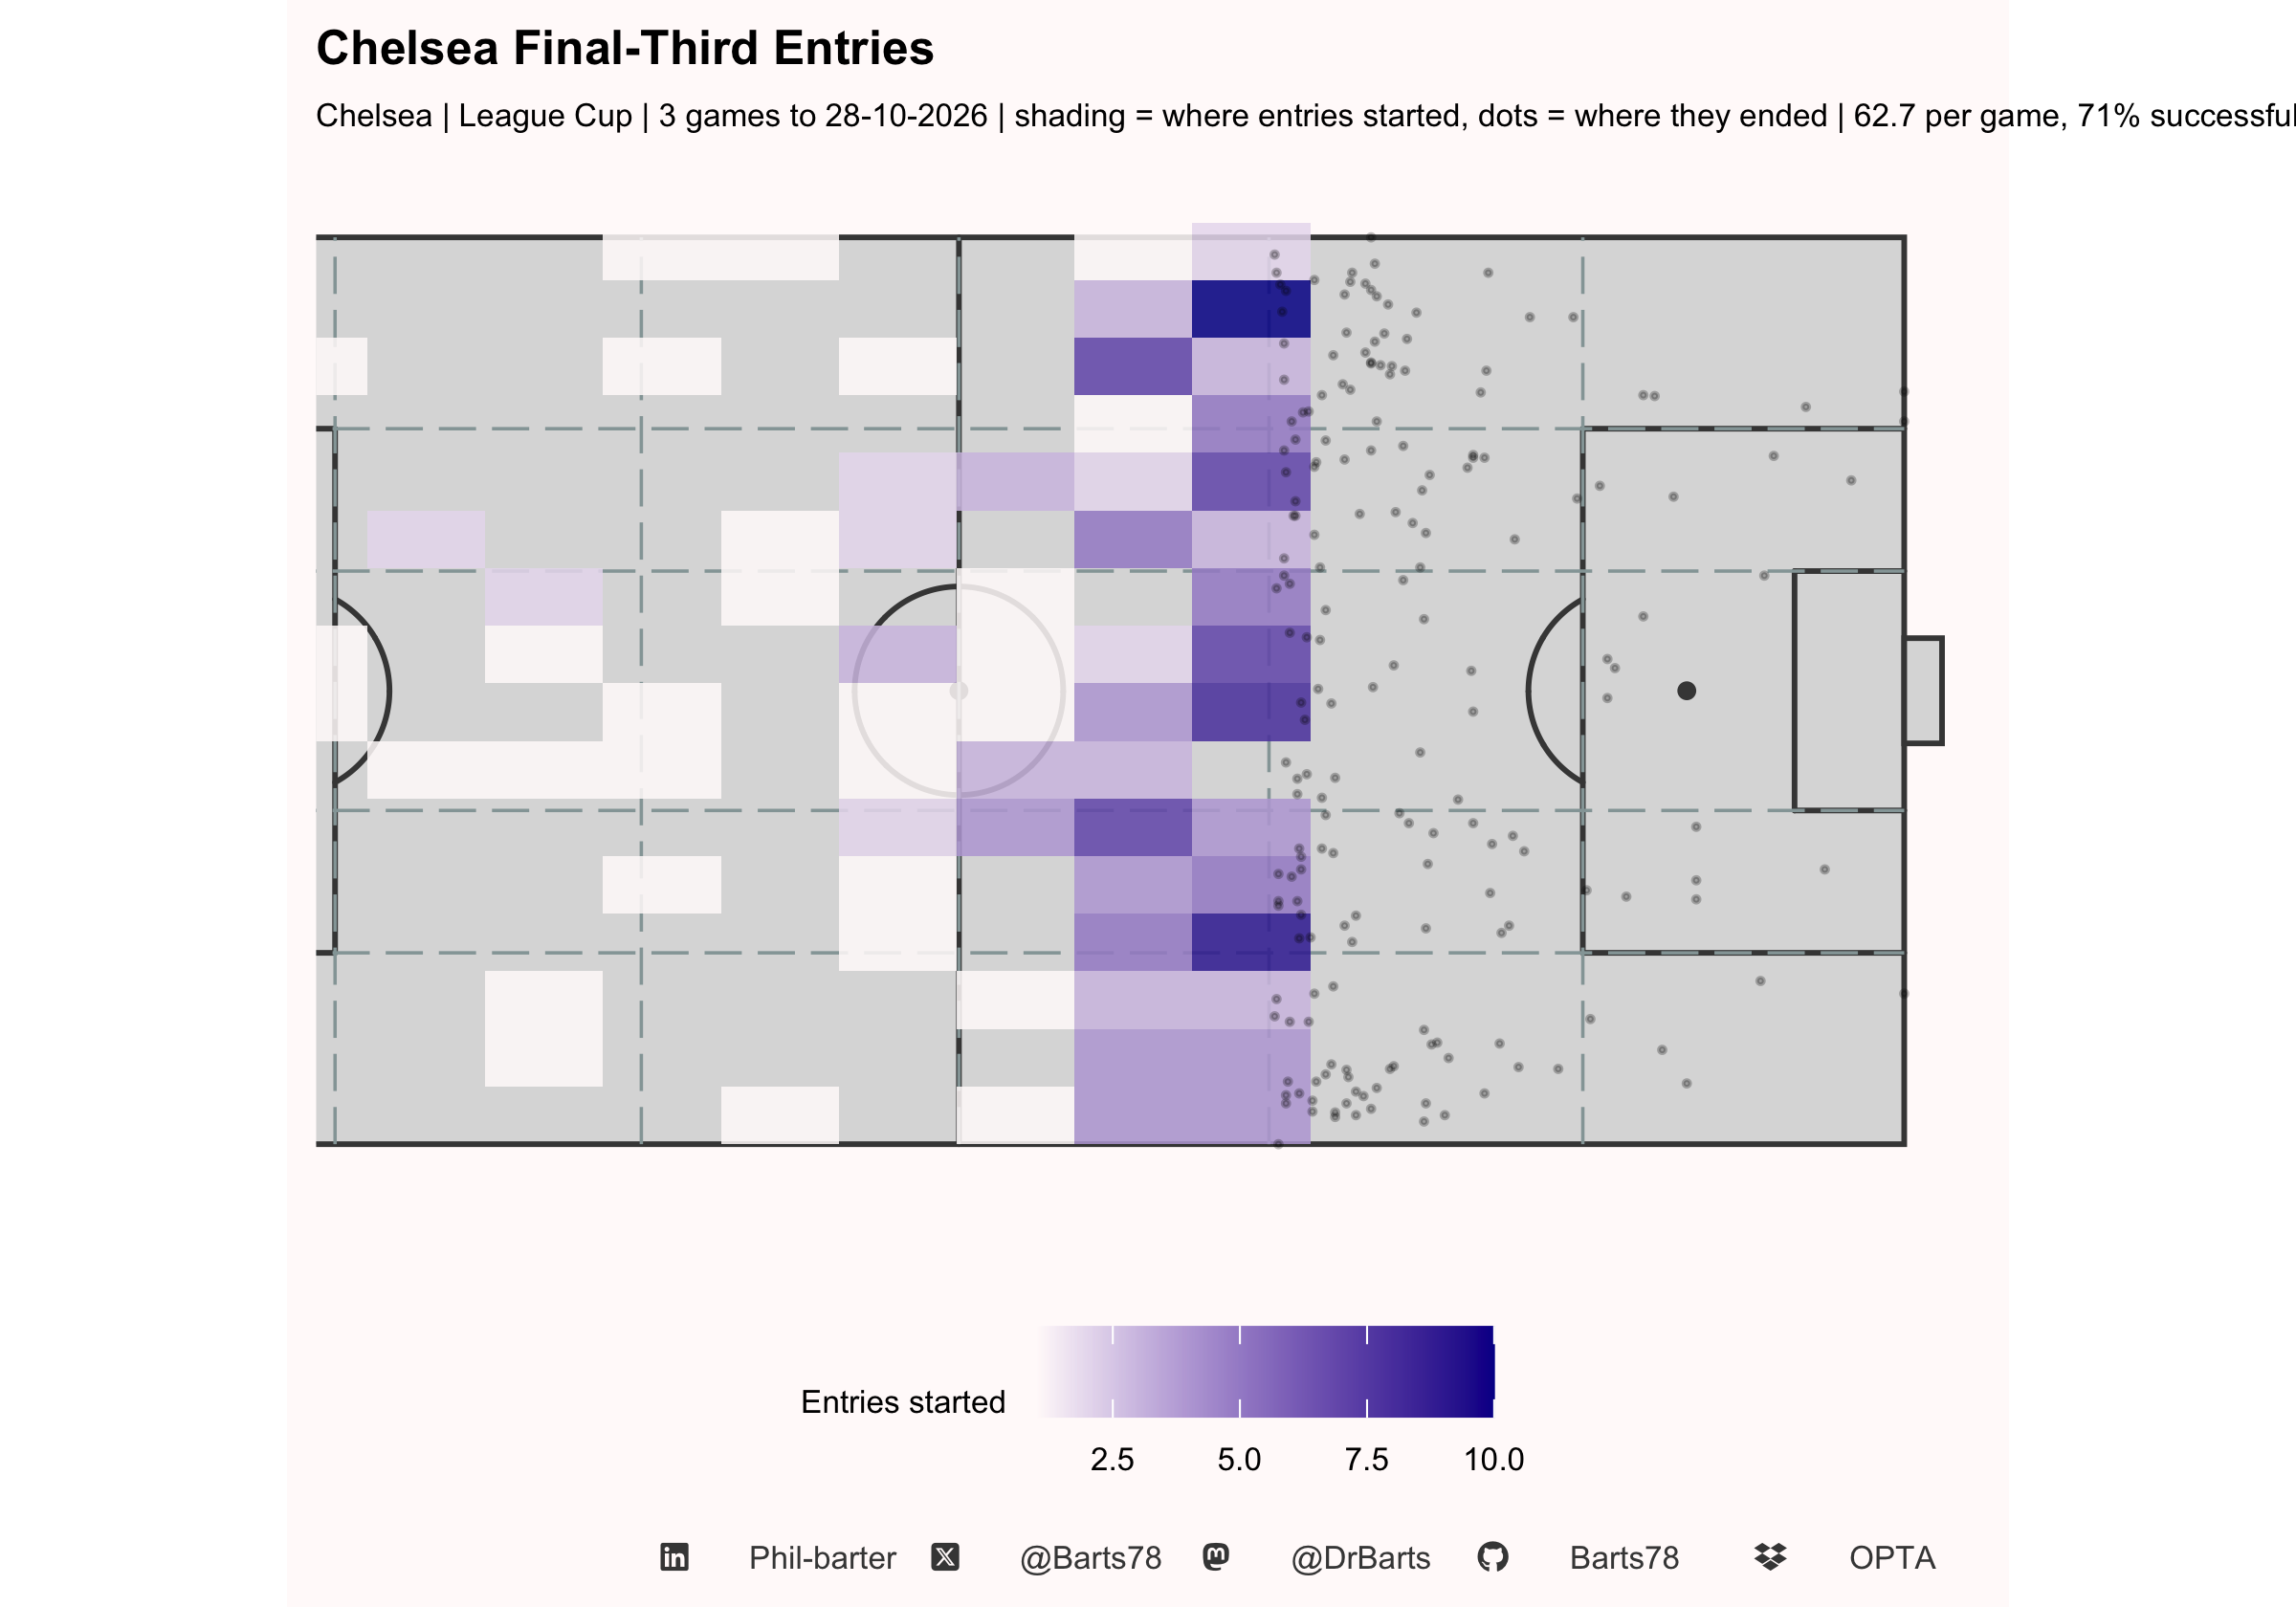 Chelsea Final-Third Entries
Chelsea | League Cup | 3 games to 28-10-2026 | shading = where entries started, dots = where they ended | 62.7 per game, 71% successful
Entries started
2.5 5.0 7.5 10.0
Phil-barter @Barts78 @DrBarts Barts78 OPTA